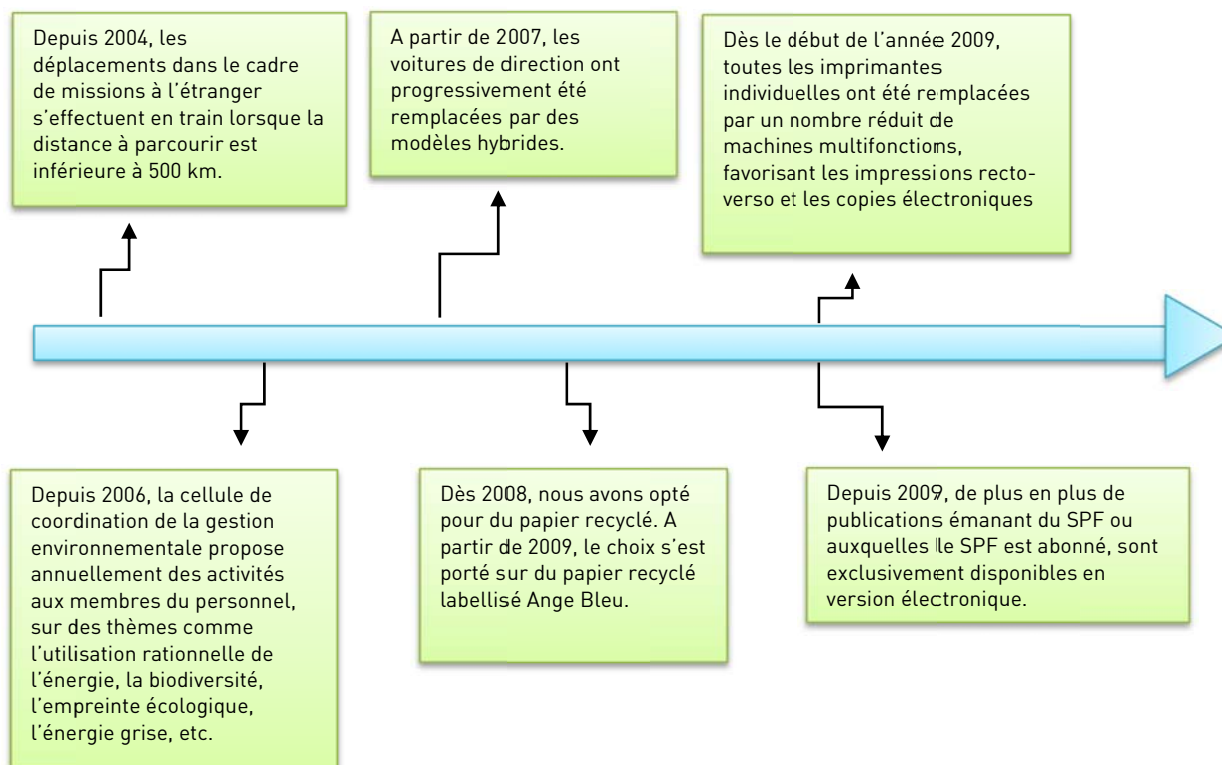 Depuis 2004, les
déplacements dans le cadre
de missions à l’étranger
s’effectuent en train lorsque la
distance à parcourir est
inférieure à 500 km.
A partir de 2007, les
voitures de direction ont
progressivement été
remplacées par des
modèles hybrides.
Dès le début de l’année 2009,
toutes les imprimantes
individuelles ont été remplacées
par un nombre réduit de
machines multifonctions,
favorisant les impressions recto-
verso et les copies électroniques
Depuis 2006, la cellule de
coordination de la gestion
environnementale propose
annuellement des activités
aux membres du personnel,
sur des thèmes comme
l’utilisation rationnelle de
l’énergie, la biodiversité,
l’empreinte écologique,
l’énergie grise, etc.
Dès 2008, nous avons opté
pour du papier recyclé. A
partir de 2009, le choix s’est
porté sur du papier recyclé
labellisé Ange Bleu.
Depuis 2009, de plus en plus de
publications émanant du SPF ou
auxquelles le SPF est abonné, sont
exclusivement disponibles en
version électronique.